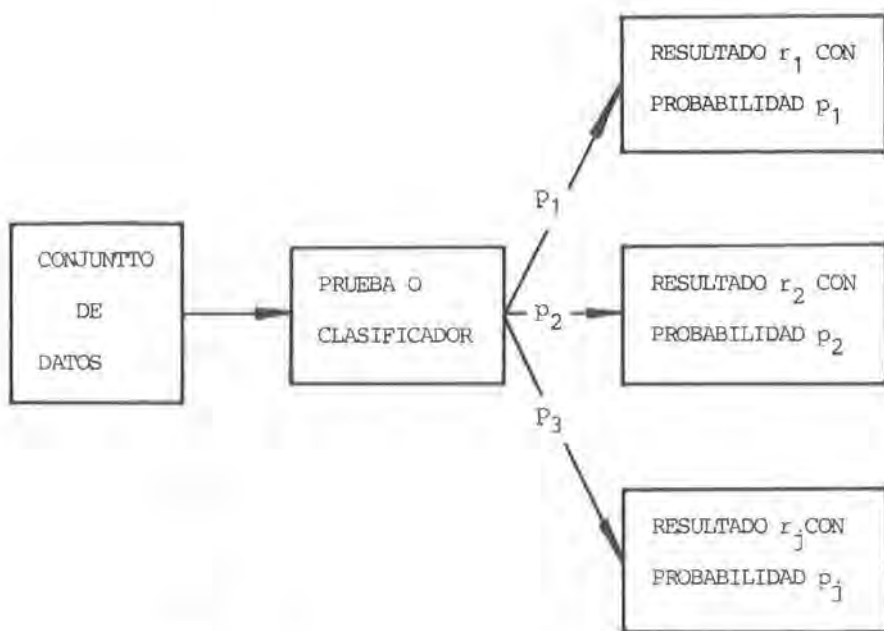 CONJUNTTO
DE
DATOS
PRUEBA O
CLASIFICADOR
p1
p2
p3
RESULTADO r1 CON
PROBABILIDAD p1
RESULTADO r2 CON
PROBABILIDAD p2
RESULTADO rj CON
PROBABILIDAD pj